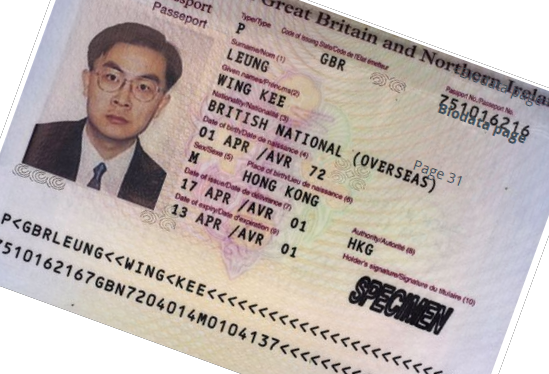 sport
Passeport
Great Britain and Northern Irela
Type/Type
Code of Issuing State/Code de l'Etat émetteur
Passport No./Passeport No.
P
GBR
751016216
Biodata page
Surname/Nom (1)
LEUNG
Given names/Prénoms(2)
WING KEE
Nationality/Nationalité (3)
BRITISH NATIONAL (OVERSEAS)
Page 31
Date of birth/Date de naissance (4)
01 APR /AVR 72
Sex/Sexe (5) Place of birth/Lieu de naissance (6)
M HONG KONG
Date of issue/Date de délivrance (7)
17 APR /AVR 01
Authority/Autorité (8)
HKG
Date of expiry/Date d'expiration (9)
13 APR /AVR 01
Holder's signature/Signature du titulaire (10)
SPECIMEN
P<GBRLEUNG<<WING<KEE<<<<<<<<<<<<<<<<<<<<<<<<
7510162167GBN7204014M0104137<<<<<<<<